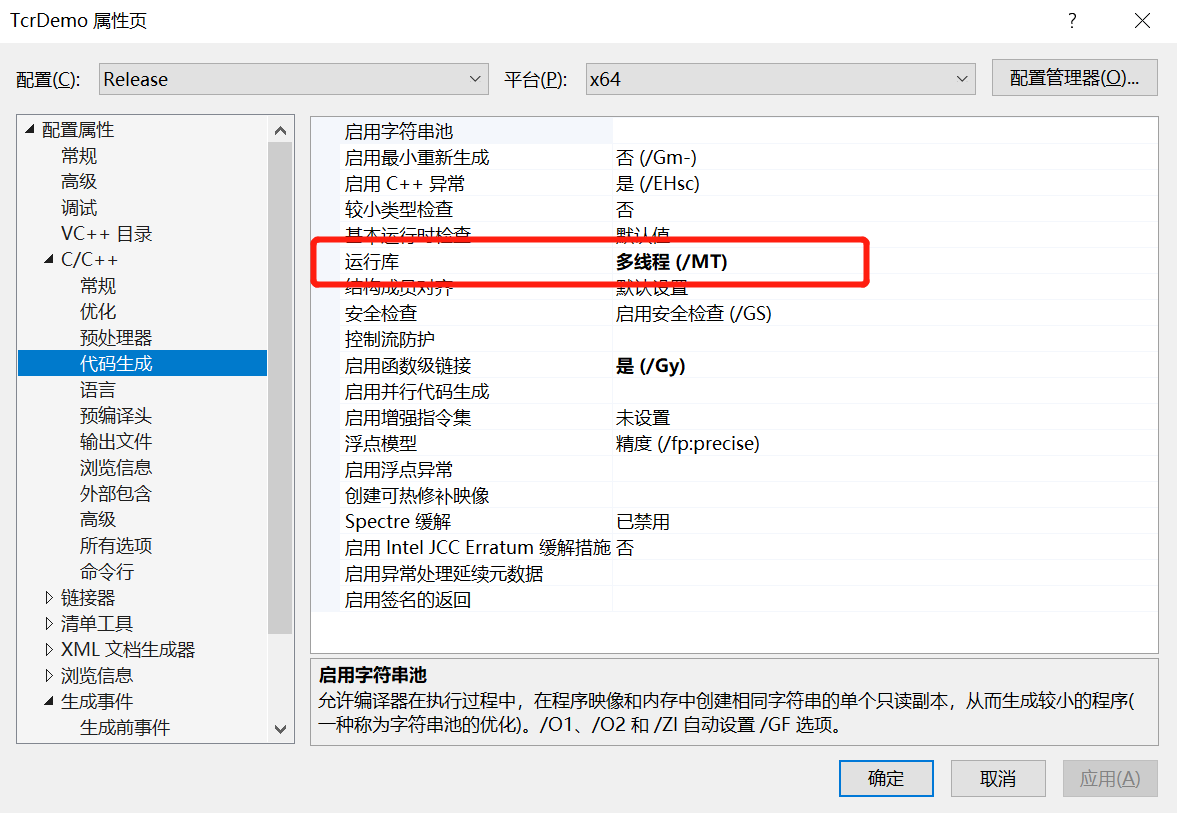 TcrDemo 属性页
?
配置(C): Release 平台(P): x64 配置管理器(O)...
配置属性
常规
高级
调试
VC++ 目录
C/C++
常规
优化
预处理器
代码生成
语言
预编译头
输出文件
浏览信息
外部包含
高级
所有选项
命令行
链接器
清单工具
XML 文档生成器
浏览信息
生成事件
生成前事件
启用字符串池
启用最小重新生成 否 (/Gm-)
启用 C++ 异常 是 (/EHsc)
较小类型检查 否
基本运行时检查 默认值
运行库 多线程 (/MT)
结构成员对齐 默认设置
安全检查 启用安全检查 (/GS)
控制流防护
启用函数级链接 是 (/Gy)
启用并行代码生成
启用增强指令集 未设置
浮点模型 精度 (/fp:precise)
启用浮点异常
创建可热修补映像
Spectre 缓解 已禁用
启用 Intel JCC Erratum 缓解措施 否
启用异常处理延续元数据
启用签名的返回
启用字符串池
允许编译器在执行过程中，在程序映像和内存中创建相同字符串的单个只读副本，从而生成较小的程序(
一种称为字符串池的优化)。/O1、/O2 和 /ZI 自动设置 /GF 选项。
确定 取消 应用(A)